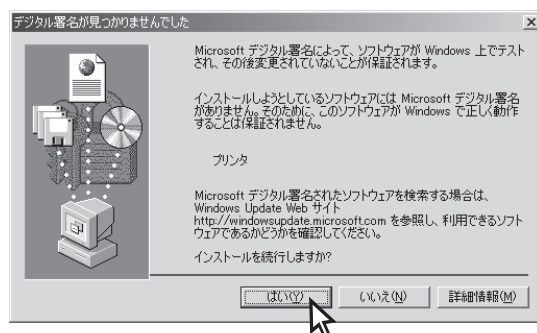 デジタル署名が見つかりませんでした
Microsoft デジタル署名によって、ソフトウェアが Windows 上でテスト
され、その後変更されていないことが保証されます。
インストールしようとしているソフトウェアには Microsoft デジタル署名
がありません。そのために、このソフトウェアが Windows で正しく動作
することは保証されません。
プリンタ
Microsoft デジタル署名されたソフトウェアを検索する場合は、
Windows Update Web サイト
http://windowsupdate.microsoft.com を参照し、利用できるソフト
ウェアであるかどうかを確認してください。
インストールを続行しますか?
はい(Y) いいえ(N) 詳細情報(M)